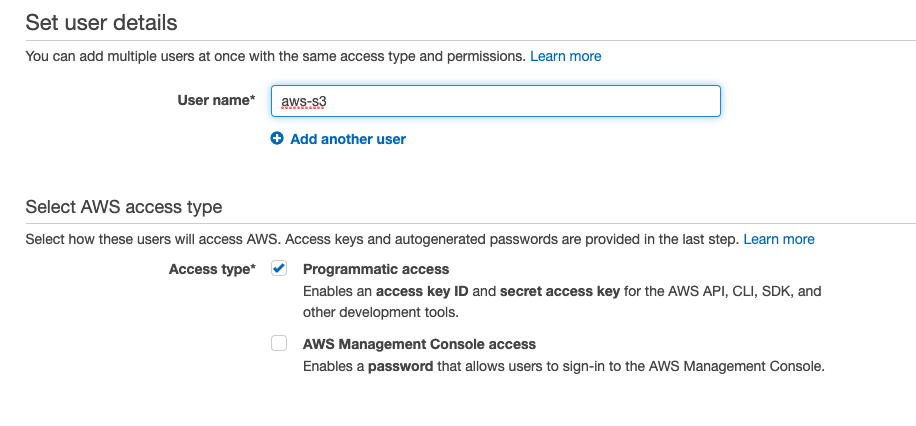 Set user details
You can add multiple users at once with the same access type and permissions. Learn more
User name* aws-s3
Add another user
Select AWS access type
Select how these users will access AWS. Access keys and autogenerated passwords are provided in the last step. Learn more
Access type* Programmatic access
Enables an access key ID and secret access key for the AWS API, CLI, SDK, and
other development tools.
AWS Management Console access
Enables a password that allows users to sign-in to the AWS Management Console.